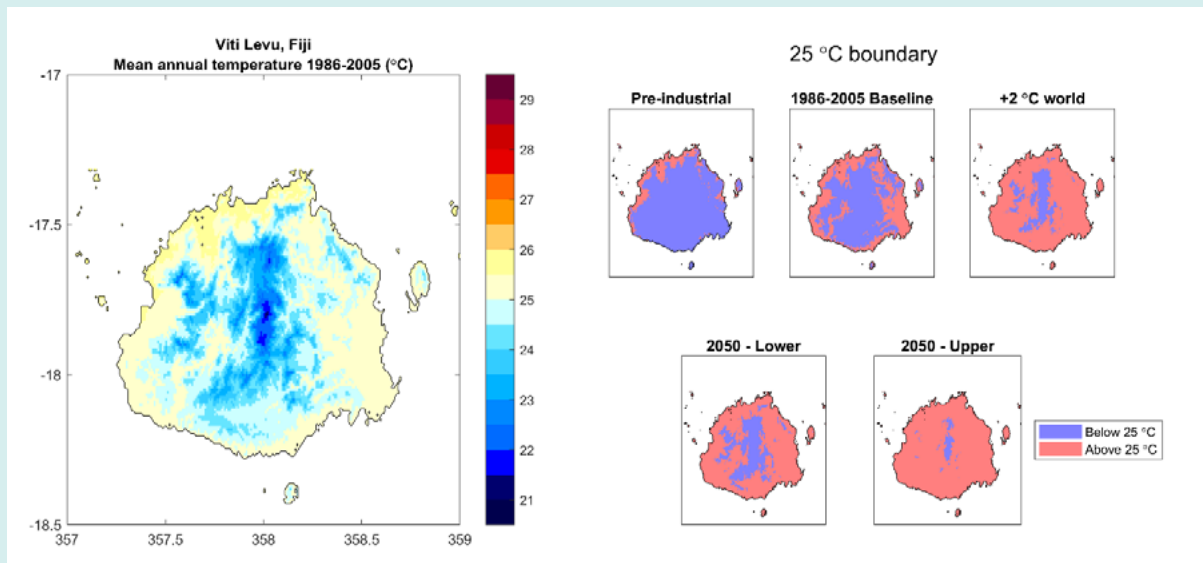 Viti Levu, Fiji
Mean annual temperature 1986-2005 (°C)
-17
-17.5
-18
-18.5
357
357.5
358
358.5
359
29
28
27
26
25
24
23
22
21
25 °C boundary
Pre-industrial
1986-2005 Baseline
+2 °C world
2050 - Lower
2050 - Upper
Below 25 °C
Above 25 °C